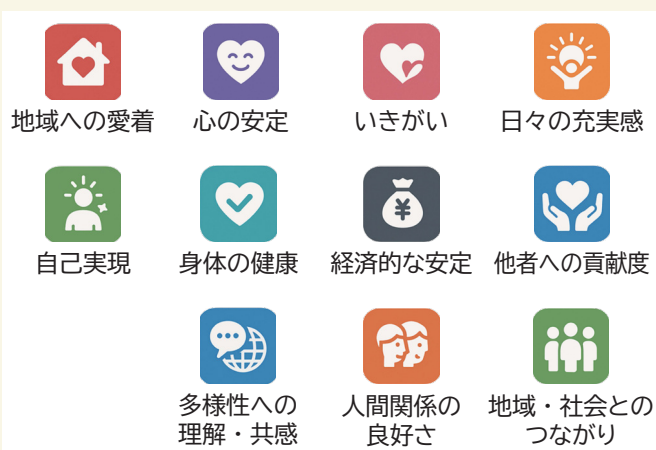 地域への愛着
心の安定
いきがい
日々の充実感
自己実現
身体の健康
¥
経済的な安定
他者への貢献度
多様性への
理解・共感
人間関係の
良好さ
地域・社会との
つながり